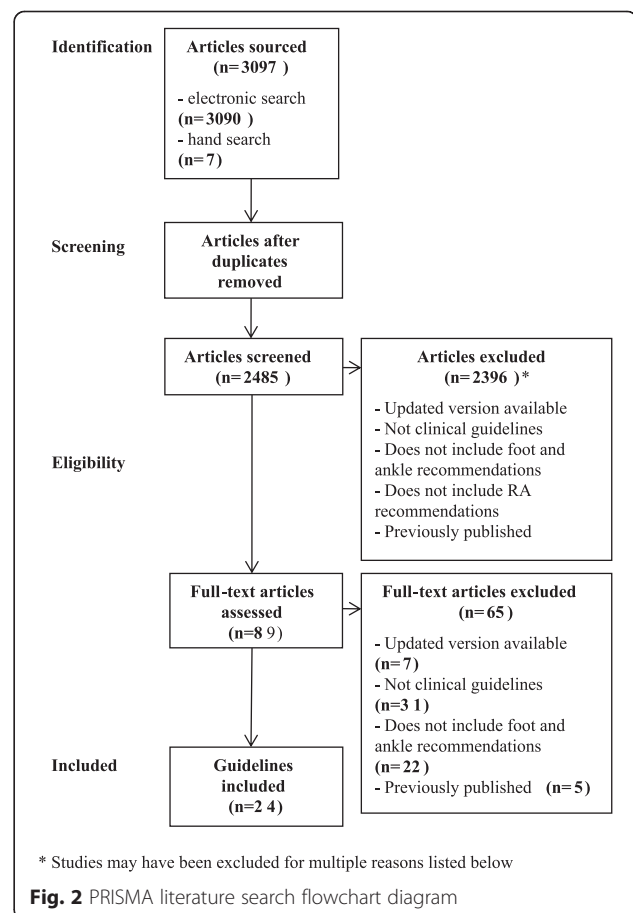 Identification
Articles sourced
(n=3097 )
- electronic search
(n=3090 )
- hand search
(n=7)
Screening
Articles after
duplicates
removed
Articles screened
(n=2485 )
Articles excluded
(n=2396 )*
- Updated version available
- Not clinical guidelines
- Does not include foot and
ankle recommendations
- Does not include RA
recommendations
- Previously published
Eligibility
Full-text articles
assessed
(n=8 9)
Full-text articles excluded
(n=65)
- Updated version available
(n=7)
- Not clinical guidelines
(n=3 1)
- Does not include foot and
ankle recommendations
(n=22)
- Previously published (n=5)
Included
Guidelines
included
(n=2 4)
* Studies may have been excluded for multiple reasons listed below
Fig. 2 PRISMA literature search flowchart diagram